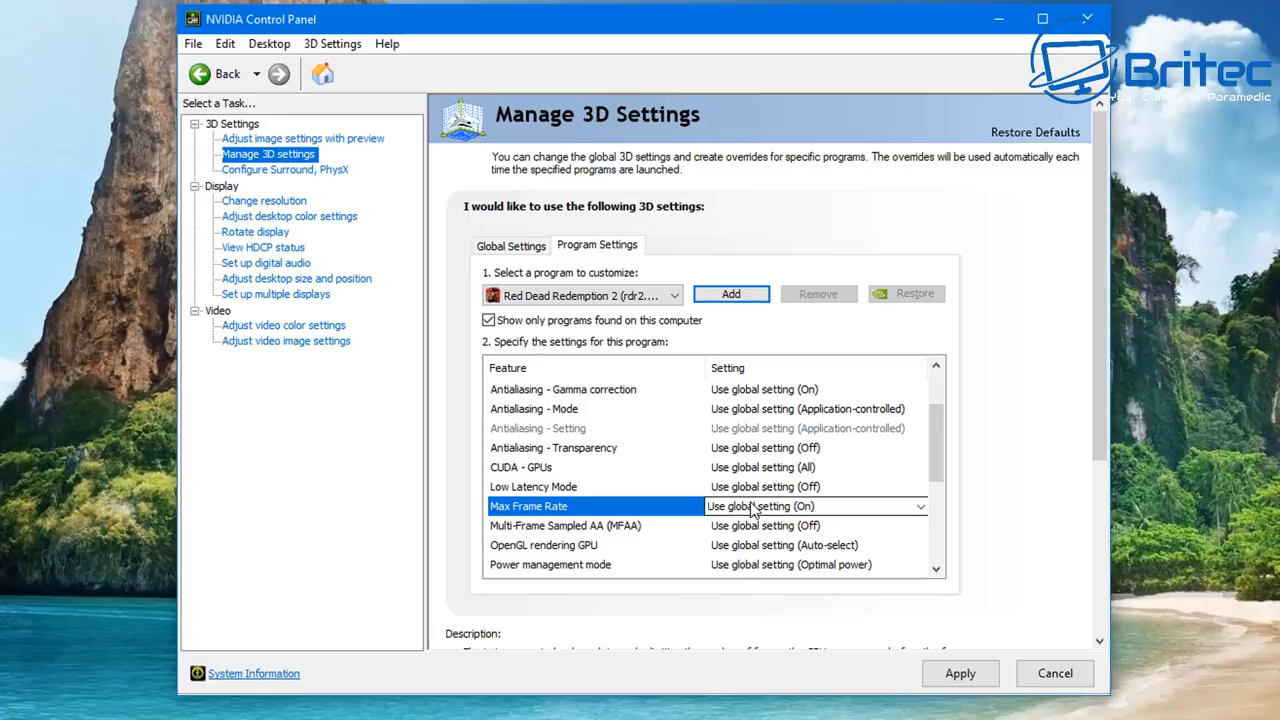 NVIDIA Control Panel
File Edit Desktop 3D Settings Help
Britec
Your Computer Paramedic
Back
Select a Task...
3D Settings
Adjust image settings with preview
Manage 3D settings
Configure Surround, PhysX
Display
Change resolution
Adjust desktop color settings
Rotate display
View HDCP status
Set up digital audio
Adjust desktop size and position
Set up multiple displays
Video
Adjust video color settings
Adjust video image settings
System Information
Manage 3D Settings
Restore Defaults
You can change the global 3D settings and create overrides for specific programs. The overrides will be used automatically each
time the specified programs are launched.
I would like to use the following 3D settings:
Global Settings Program Settings
1. Select a program to customize:
Red Dead Redemption 2 (rdr2.... Add Remove Restore
Show only programs found on this computer
2. Specify the settings for this program:
Feature Setting
Antialiasing - Gamma correction Use global setting (On)
Antialiasing - Mode Use global setting (Application-controlled)
Antialiasing - Setting Use global setting (Application-controlled)
Antialiasing - Transparency Use global setting (Off)
CUDA - GPUs Use global setting (All)
Low Latency Mode Use global setting (Off)
Max Frame Rate Use global setting (On)
Multi-Frame Sampled AA (MFAA) Use global setting (Off)
OpenGL rendering GPU Use global setting (Auto-select)
Power management mode Use global setting (Optimal power)
Description:
Apply Cancel